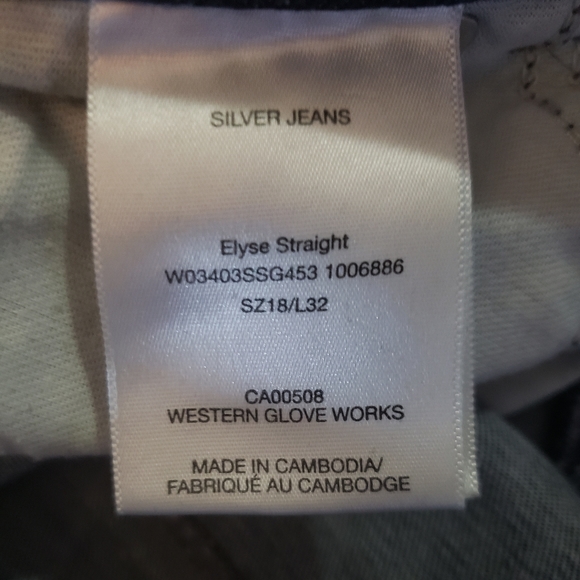 SILVER JEANS
Elyse Straight
W03403SSG453 1006886
SZ18/L32
CA00508
WESTERN GLOVE WORKS
MADE IN CAMBODIA/
FABRIQUÉ AU CAMBODGE